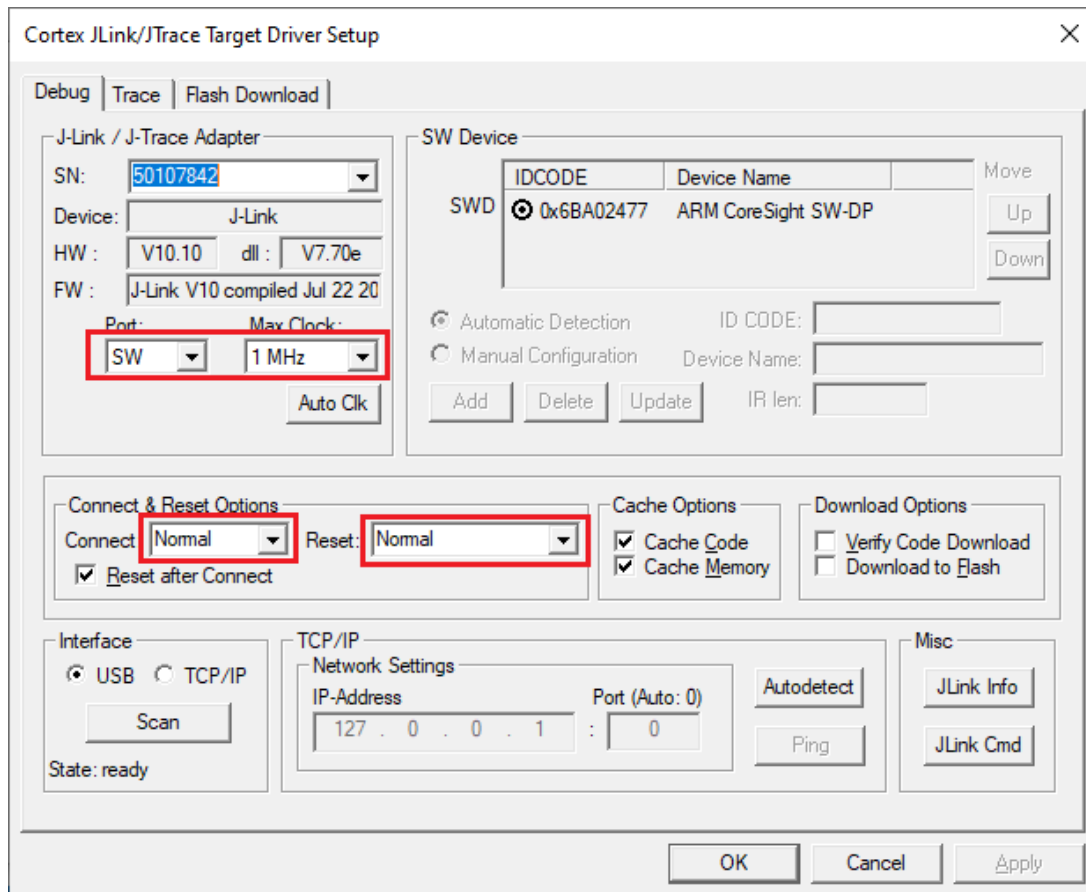 Cortex JLink/JTrace Target Driver Setup
Debug Trace Flash Download
J-Link / J-Trace Adapter
SN: 50107842
Device: J-Link
HW : V10.10 dll : V7.70e
FW : J-Link V10 compiled Jul 22 20
Port: Max Clock:
SW 1 MHz
Auto Clk
SW Device
IDCODE Device Name
SWD 0x6BA02477 ARM CoreSight SW-DP
Move
Up
Down
Automatic Detection ID CODE:
Manual Configuration Device Name:
Add Delete Update IR len:
Connect & Reset Options
Connect Normal Reset: Normal
Reset after Connect
Cache Options
Cache Code
Cache Memory
Download Options
Verify Code Download
Download to Flash
Interface
USB TCP/IP
Scan
State: ready
TCP/IP
Network Settings
IP-Address Port (Auto: 0)
127 . 0 . 0 . 1 : 0
Autodetect
Ping
Misc
JLink Info
JLink Cmd
OK Cancel Apply